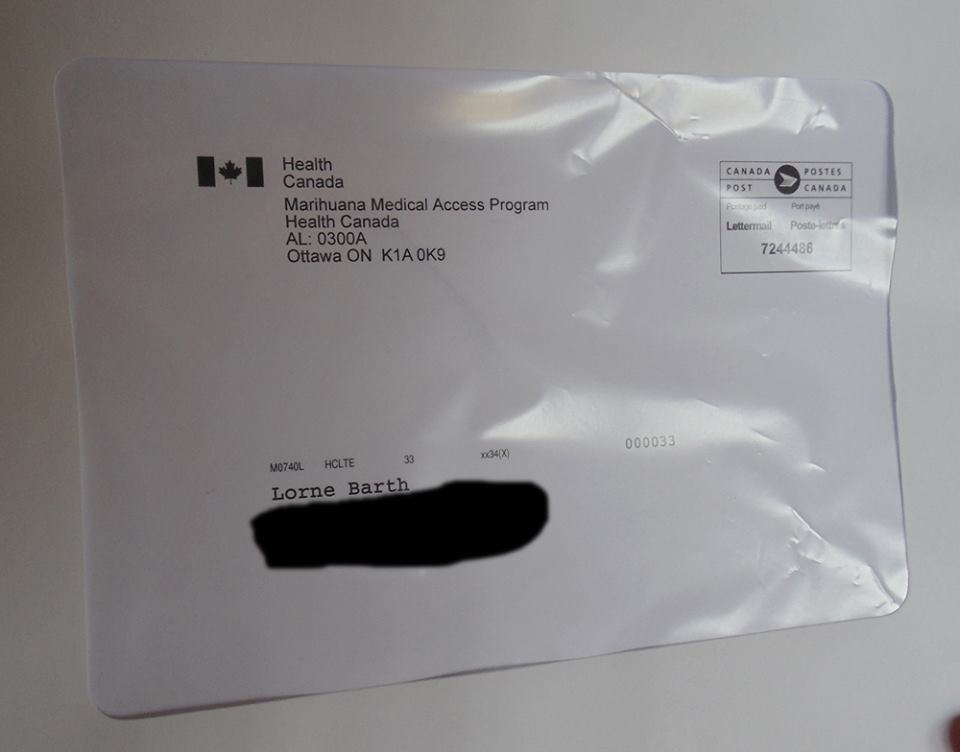 Health
Canada
Marihuana Medical Access Program
Health Canada
AL: 0300A
Ottawa ON K1A 0K9
CANADA POSTES
POST CANADA
Postage paid Port payé
Lettermail Poste-lettres
7244486
000033
M0740L HCLTE 33 xx34(X)
Lorne Barth